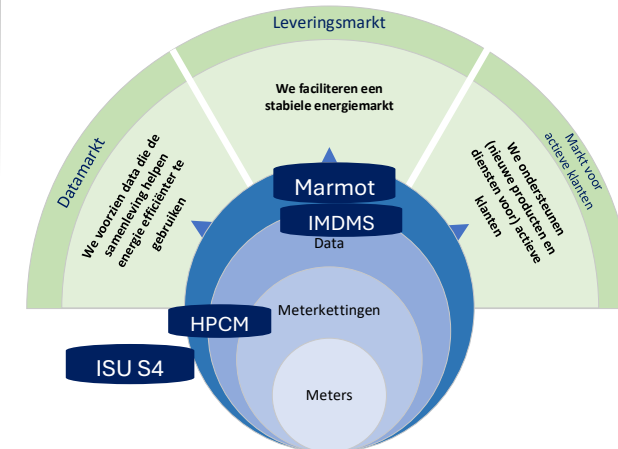 Leveringsmarkt
Datamarkt
Markt voor
actieve klanten
We faciliteren een
stabiele energiemarkt
We voorzien data die de
samenleving helpen
energie efficiënter te
gebruiken
We ondersteunen
(nieuwe producten en
diensten voor) actieve
klanten
Marmot
IMDMS
Data
HPCM
Meterkettingen
ISU S4
Meters